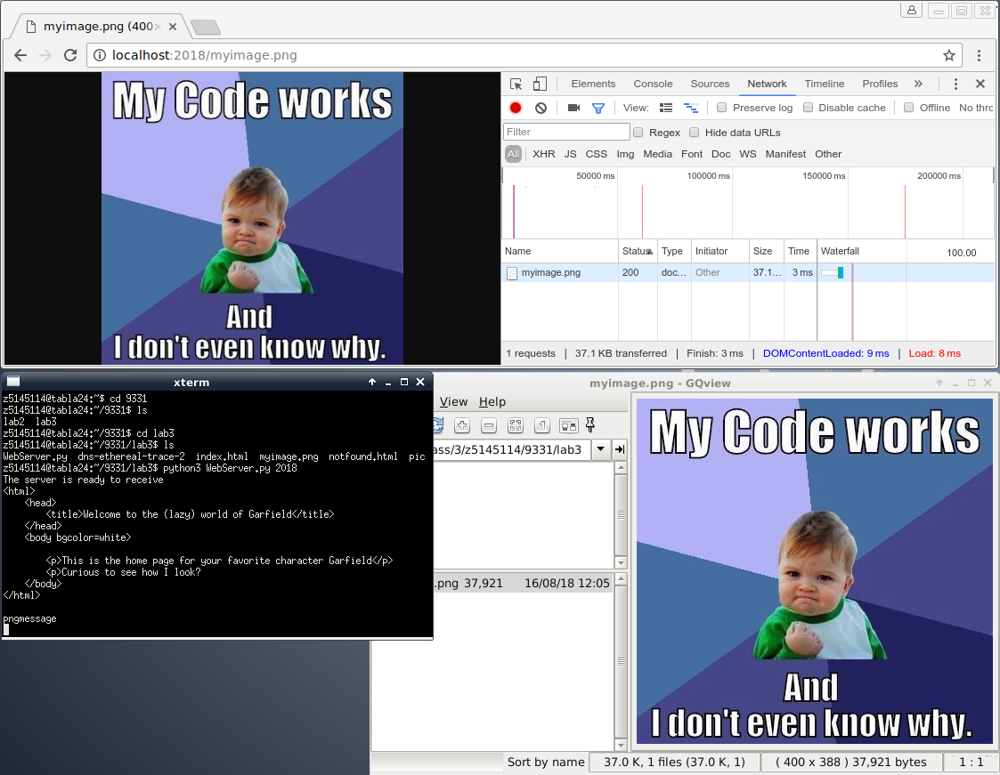 myimage.png (400×
localhost:2018/myimage.png
My Code works
And
I don't even know why.
Elements Console Sources Network Timeline Profiles »
View: Preserve log Disable cache Offline No thro
Filter Regex Hide data URLs
All XHR JS CSS Img Media Font Doc WS Manifest Other
50000 ms 100000 ms 150000 ms 200000 ms
Name Status Type Initiator Size Time Waterfall 100.00
myimage.png 200 doc... Other 37.1... 3 ms
1 requests | 37.1 KB transferred | Finish: 3 ms | DOMContentLoaded: 9 ms | Load: 8 ms
xterm
z5145114@tabla24:~$ cd 9331
z5145114@tabla24:~/9331$ ls
lab2 lab3
z5145114@tabla24:~/9331$ cd lab3
z5145114@tabla24:~/9331/lab3$ ls
WebServer.py dns-ethereal-trace-2 index.html myimage.png notfound.html pic
z5145114@tabla24:~/9331/lab3$ python3 WebServer.py 2018
The server is ready to receive
<html>
    <head>
        <title>Welcome to the (lazy) world of Garfield</title>
    </head>
    <body bgcolor=white>
        <p>This is the home page for your favorite character Garfield</p>
        <p>Curious to see how I look?
    </body>
</html>
pngmessage
myimage.png - GQview
View Help
ass/3/z5145114/9331/lab3
.png 37,921 16/08/18 12:05
My Code works
And
I don't even know why.
Sort by name 37.0 K, 1 files (37.0 K, 1) ( 400 x 388 ) 37,921 bytes 1 : 1